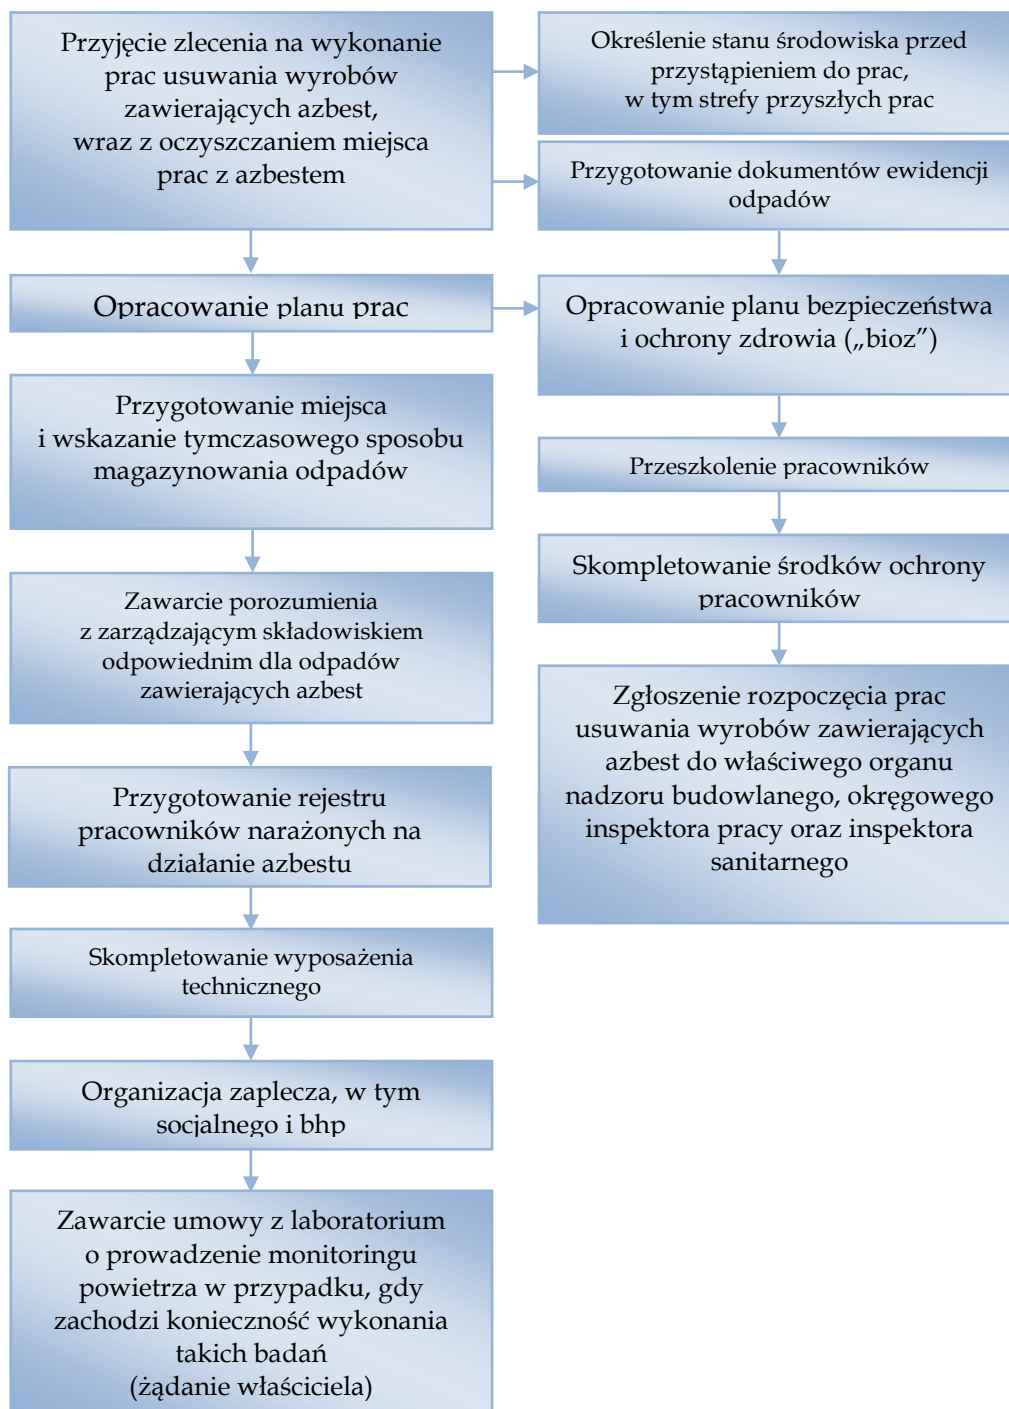 Przyjęcie zlecenia na wykonanie
prac usuwania wyrobów
zawierających azbest,
wraz z oczyszczaniem miejsca
prac z azbestem
Określenie stanu środowiska przed
przystąpieniem do prac,
w tym strefy przyszłych prac
Przygotowanie dokumentów ewidencji
odpadów
Opracowanie planu prac
Opracowanie planu bezpieczeństwa
i ochrony zdrowia („bioz”)
Przygotowanie miejsca
i wskazanie tymczasowego sposobu
magazynowania odpadów
Przeszkolenie pracowników
Skompletowanie środków ochrony
pracowników
Zawarcie porozumienia
z zarządzającym składowiskiem
odpowiednim dla odpadów
zawierających azbest
Zgłoszenie rozpoczęcia prac
usuwania wyrobów zawierających
azbest do właściwego organu
nadzoru budowlanego, okręgowego
inspektora pracy oraz inspektora
sanitarnego
Przygotowanie rejestru
pracowników narażonych na
działanie azbestu
Skompletowanie wyposażenia
technicznego
Organizacja zaplecza, w tym
socjalnego i bhp
Zawarcie umowy z laboratorium
o prowadzenie monitoringu
powietrza w przypadku, gdy
zachodzi konieczność wykonania
takich badań
(żądanie właściciela)